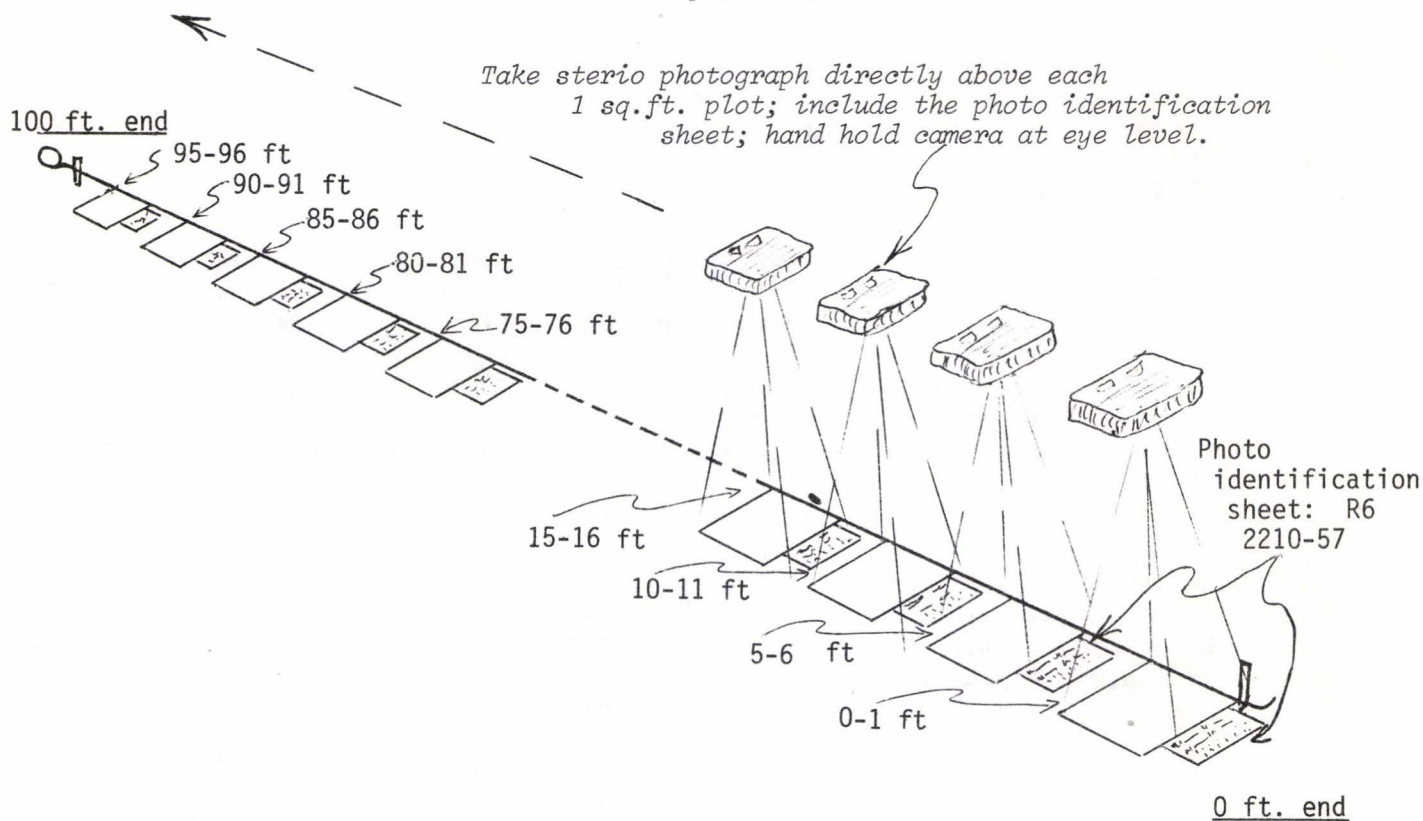 Take sterio photograph directly above each
1 sq.ft. plot; include the photo identification
sheet; hand hold camera at eye level.
100 ft. end
95-96 ft
90-91 ft
85-86 ft
80-81 ft
75-76 ft
Photo
identification
sheet: R6
2210-57
15-16 ft
10-11 ft
5-6 ft
0-1 ft
0 ft. end